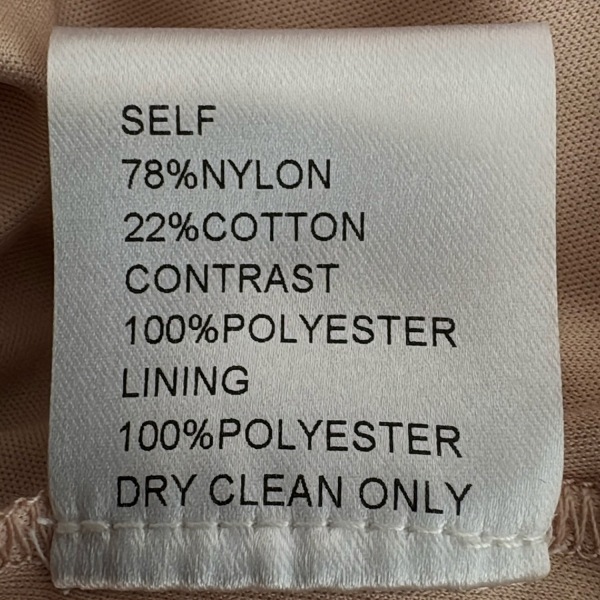 SELF
78%NYLON
22%COTTON
CONTRAST
100%POLYESTER
LINING
100%POLYESTER
DRY CLEAN ONLY